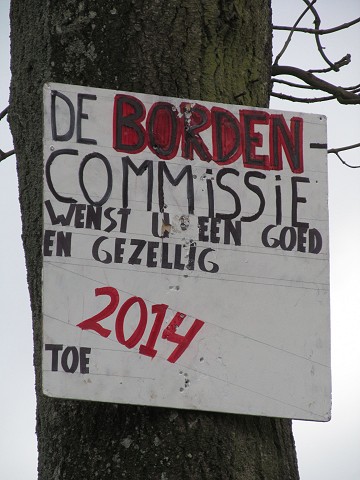 DE BORDEN
COMMISSIE
WENST U EEN GOED
EN GEZELLIG
2014
TOE